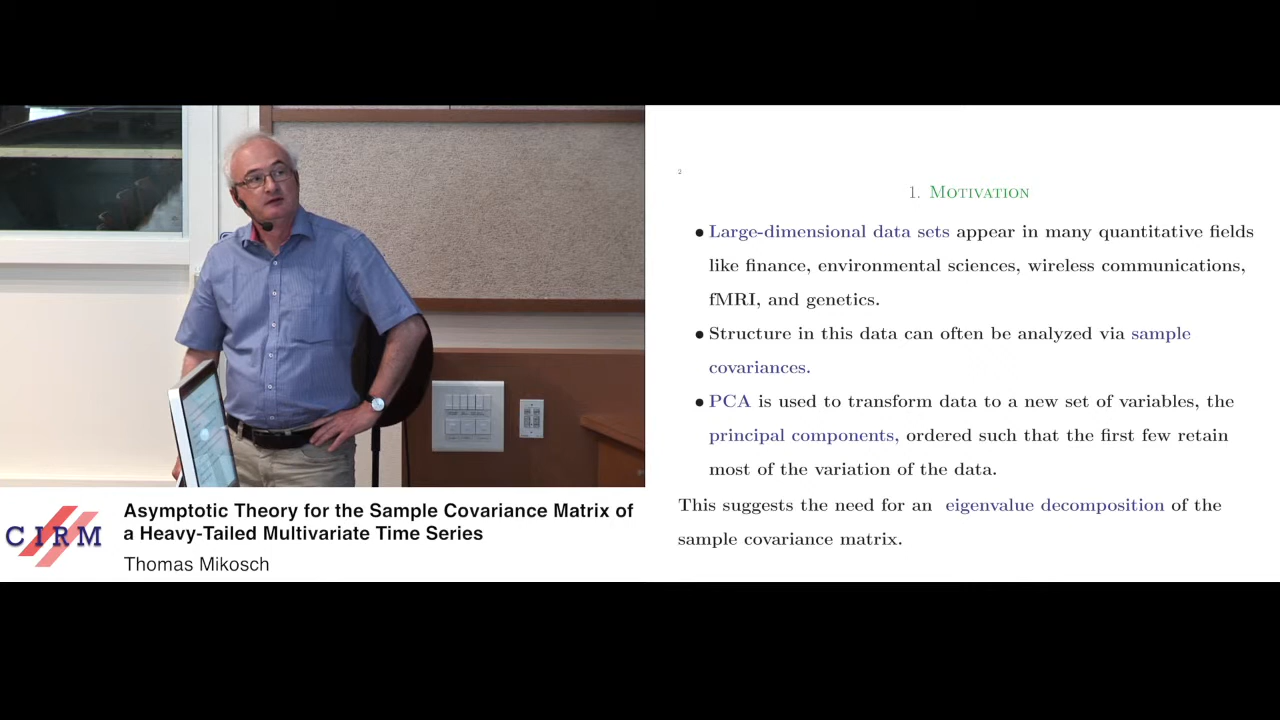 2
1. MOTIVATION
• Large-dimensional data sets appear in many quantitative fields
like finance, environmental sciences, wireless communications,
fMRI, and genetics.
• Structure in this data can often be analyzed via sample
covariances.
• PCA is used to transform data to a new set of variables, the
principal components, ordered such that the first few retain
most of the variation of the data.
This suggests the need for an eigenvalue decomposition of the
sample covariance matrix.
CIRM
Asymptotic Theory for the Sample Covariance Matrix of
a Heavy-Tailed Multivariate Time Series
Thomas Mikosch